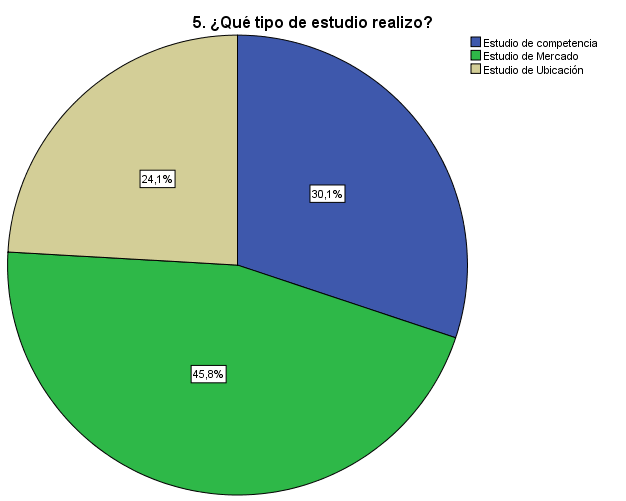 5. ¿Qué tipo de estudio realizo?
Estudio de competencia
Estudio de Mercado
Estudio de Ubicación
24,1%
30,1%
45,8%